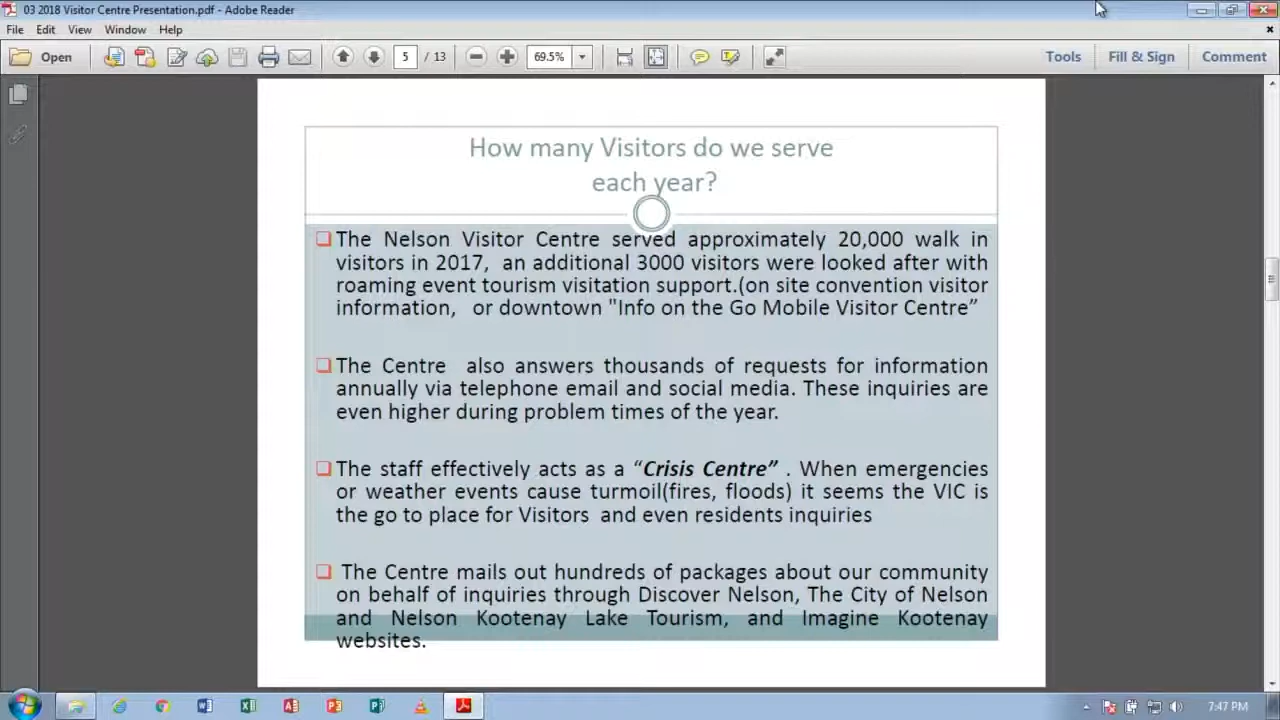 03 2018 Visitor Centre Presentation.pdf - Adobe Reader
File Edit View Window Help
Open 5 / 13 69.5% Tools Fill & Sign Comment
How many Visitors do we serve
each year?
The Nelson Visitor Centre served approximately 20,000 walk in
visitors in 2017, an additional 3000 visitors were looked after with
roaming event tourism visitation support.(on site convention visitor
information, or downtown "Info on the Go Mobile Visitor Centre”
The Centre also answers thousands of requests for information
annually via telephone email and social media. These inquiries are
even higher during problem times of the year.
The staff effectively acts as a “Crisis Centre” . When emergencies
or weather events cause turmoil(fires, floods) it seems the VIC is
the go to place for Visitors and even residents inquiries
The Centre mails out hundreds of packages about our community
on behalf of inquiries through Discover Nelson, The City of Nelson
and Nelson Kootenay Lake Tourism, and Imagine Kootenay
websites.
7:47 PM